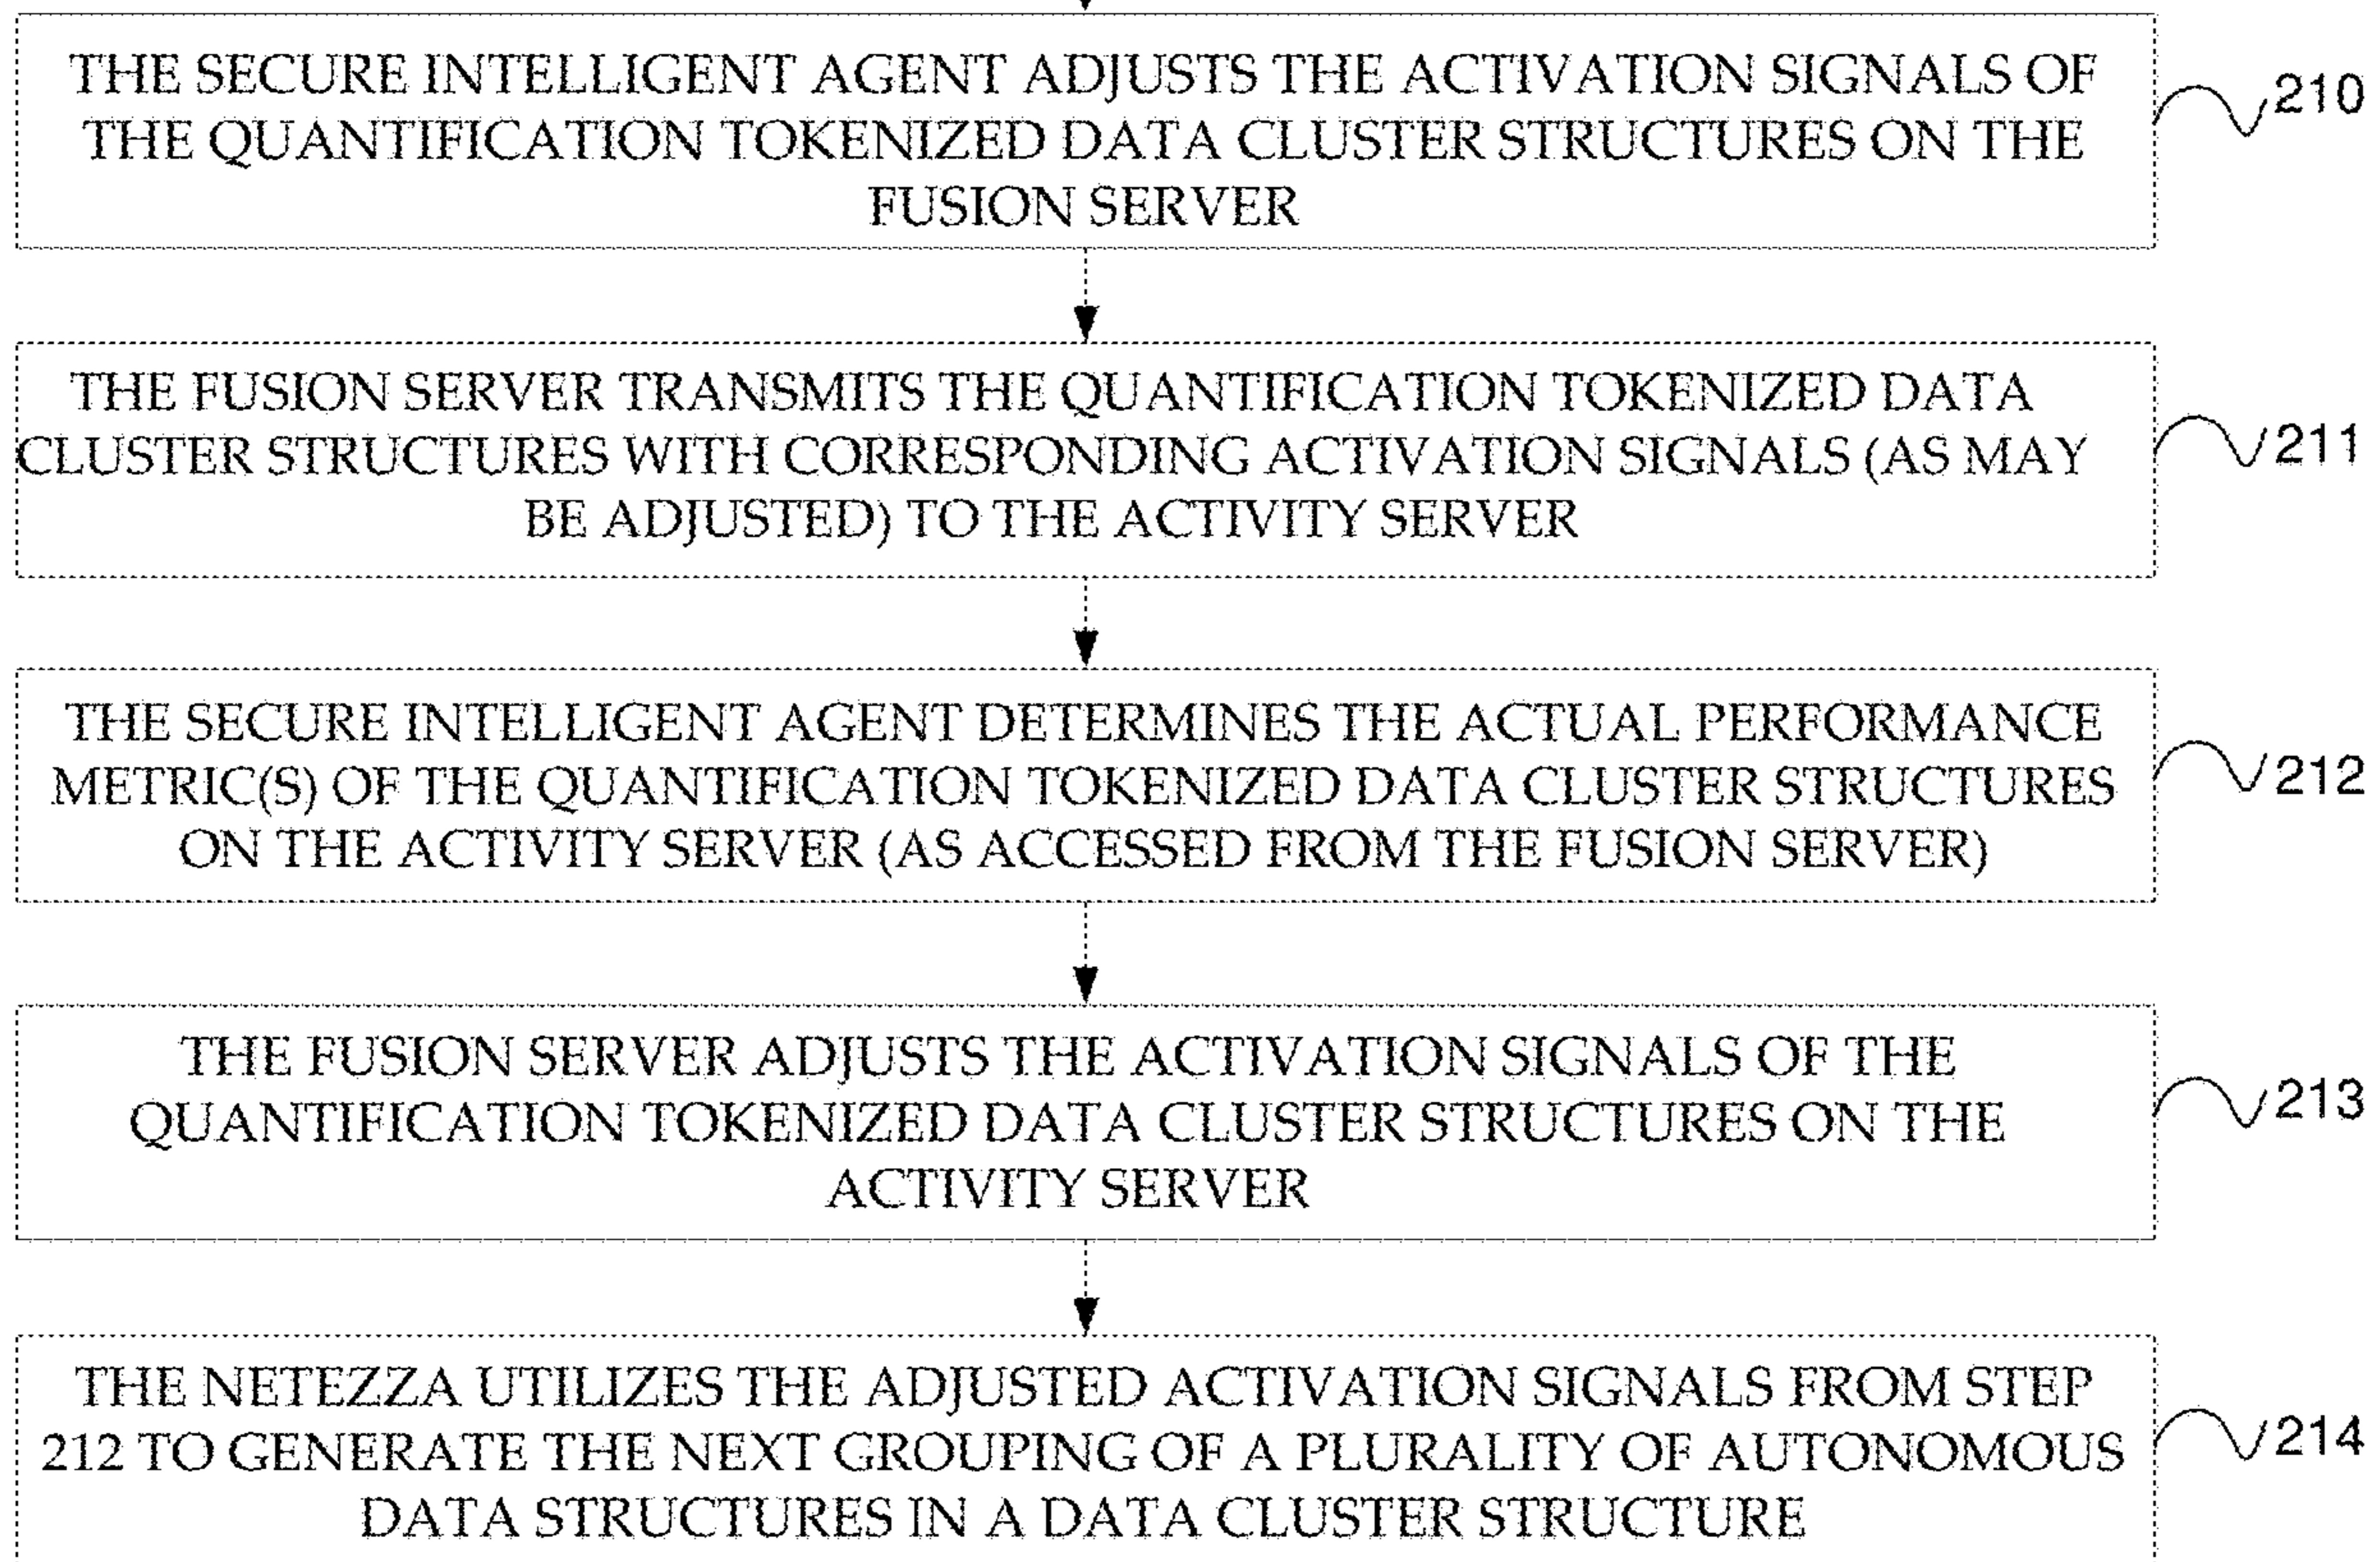 THE SECURE INTELLIGENT AGENT ADJUSTS THE ACTIVATION SIGNALS OF
THE QUANTIFICATION TOKENIZED DATA CLUSTER STRUCTURES ON THE
FUSION SERVER
210
THE FUSION SERVER TRANSMITS THE QUANTIFICATION TOKENIZED DATA
CLUSTER STRUCTURES WITH CORRESPONDING ACTIVATION SIGNALS (AS MAY
BE ADJUSTED) TO THE ACTIVITY SERVER
211
THE SECURE INTELLIGENT AGENT DETERMINES THE ACTUAL PERFORMANCE
METRIC(S) OF THE QUANTIFICATION TOKENIZED DATA CLUSTER STRUCTURES
ON THE ACTIVITY SERVER (AS ACCESSED FROM THE FUSION SERVER)
212
THE FUSION SERVER ADJUSTS THE ACTIVATION SIGNALS OF THE
QUANTIFICATION TOKENIZED DATA CLUSTER STRUCTURES ON THE
ACTIVITY SERVER
213
THE NETEZZA UTILIZES THE ADJUSTED ACTIVATION SIGNALS FROM STEP
212 TO GENERATE THE NEXT GROUPING OF A PLURALITY OF AUTONOMOUS
DATA STRUCTURES IN A DATA CLUSTER STRUCTURE
214